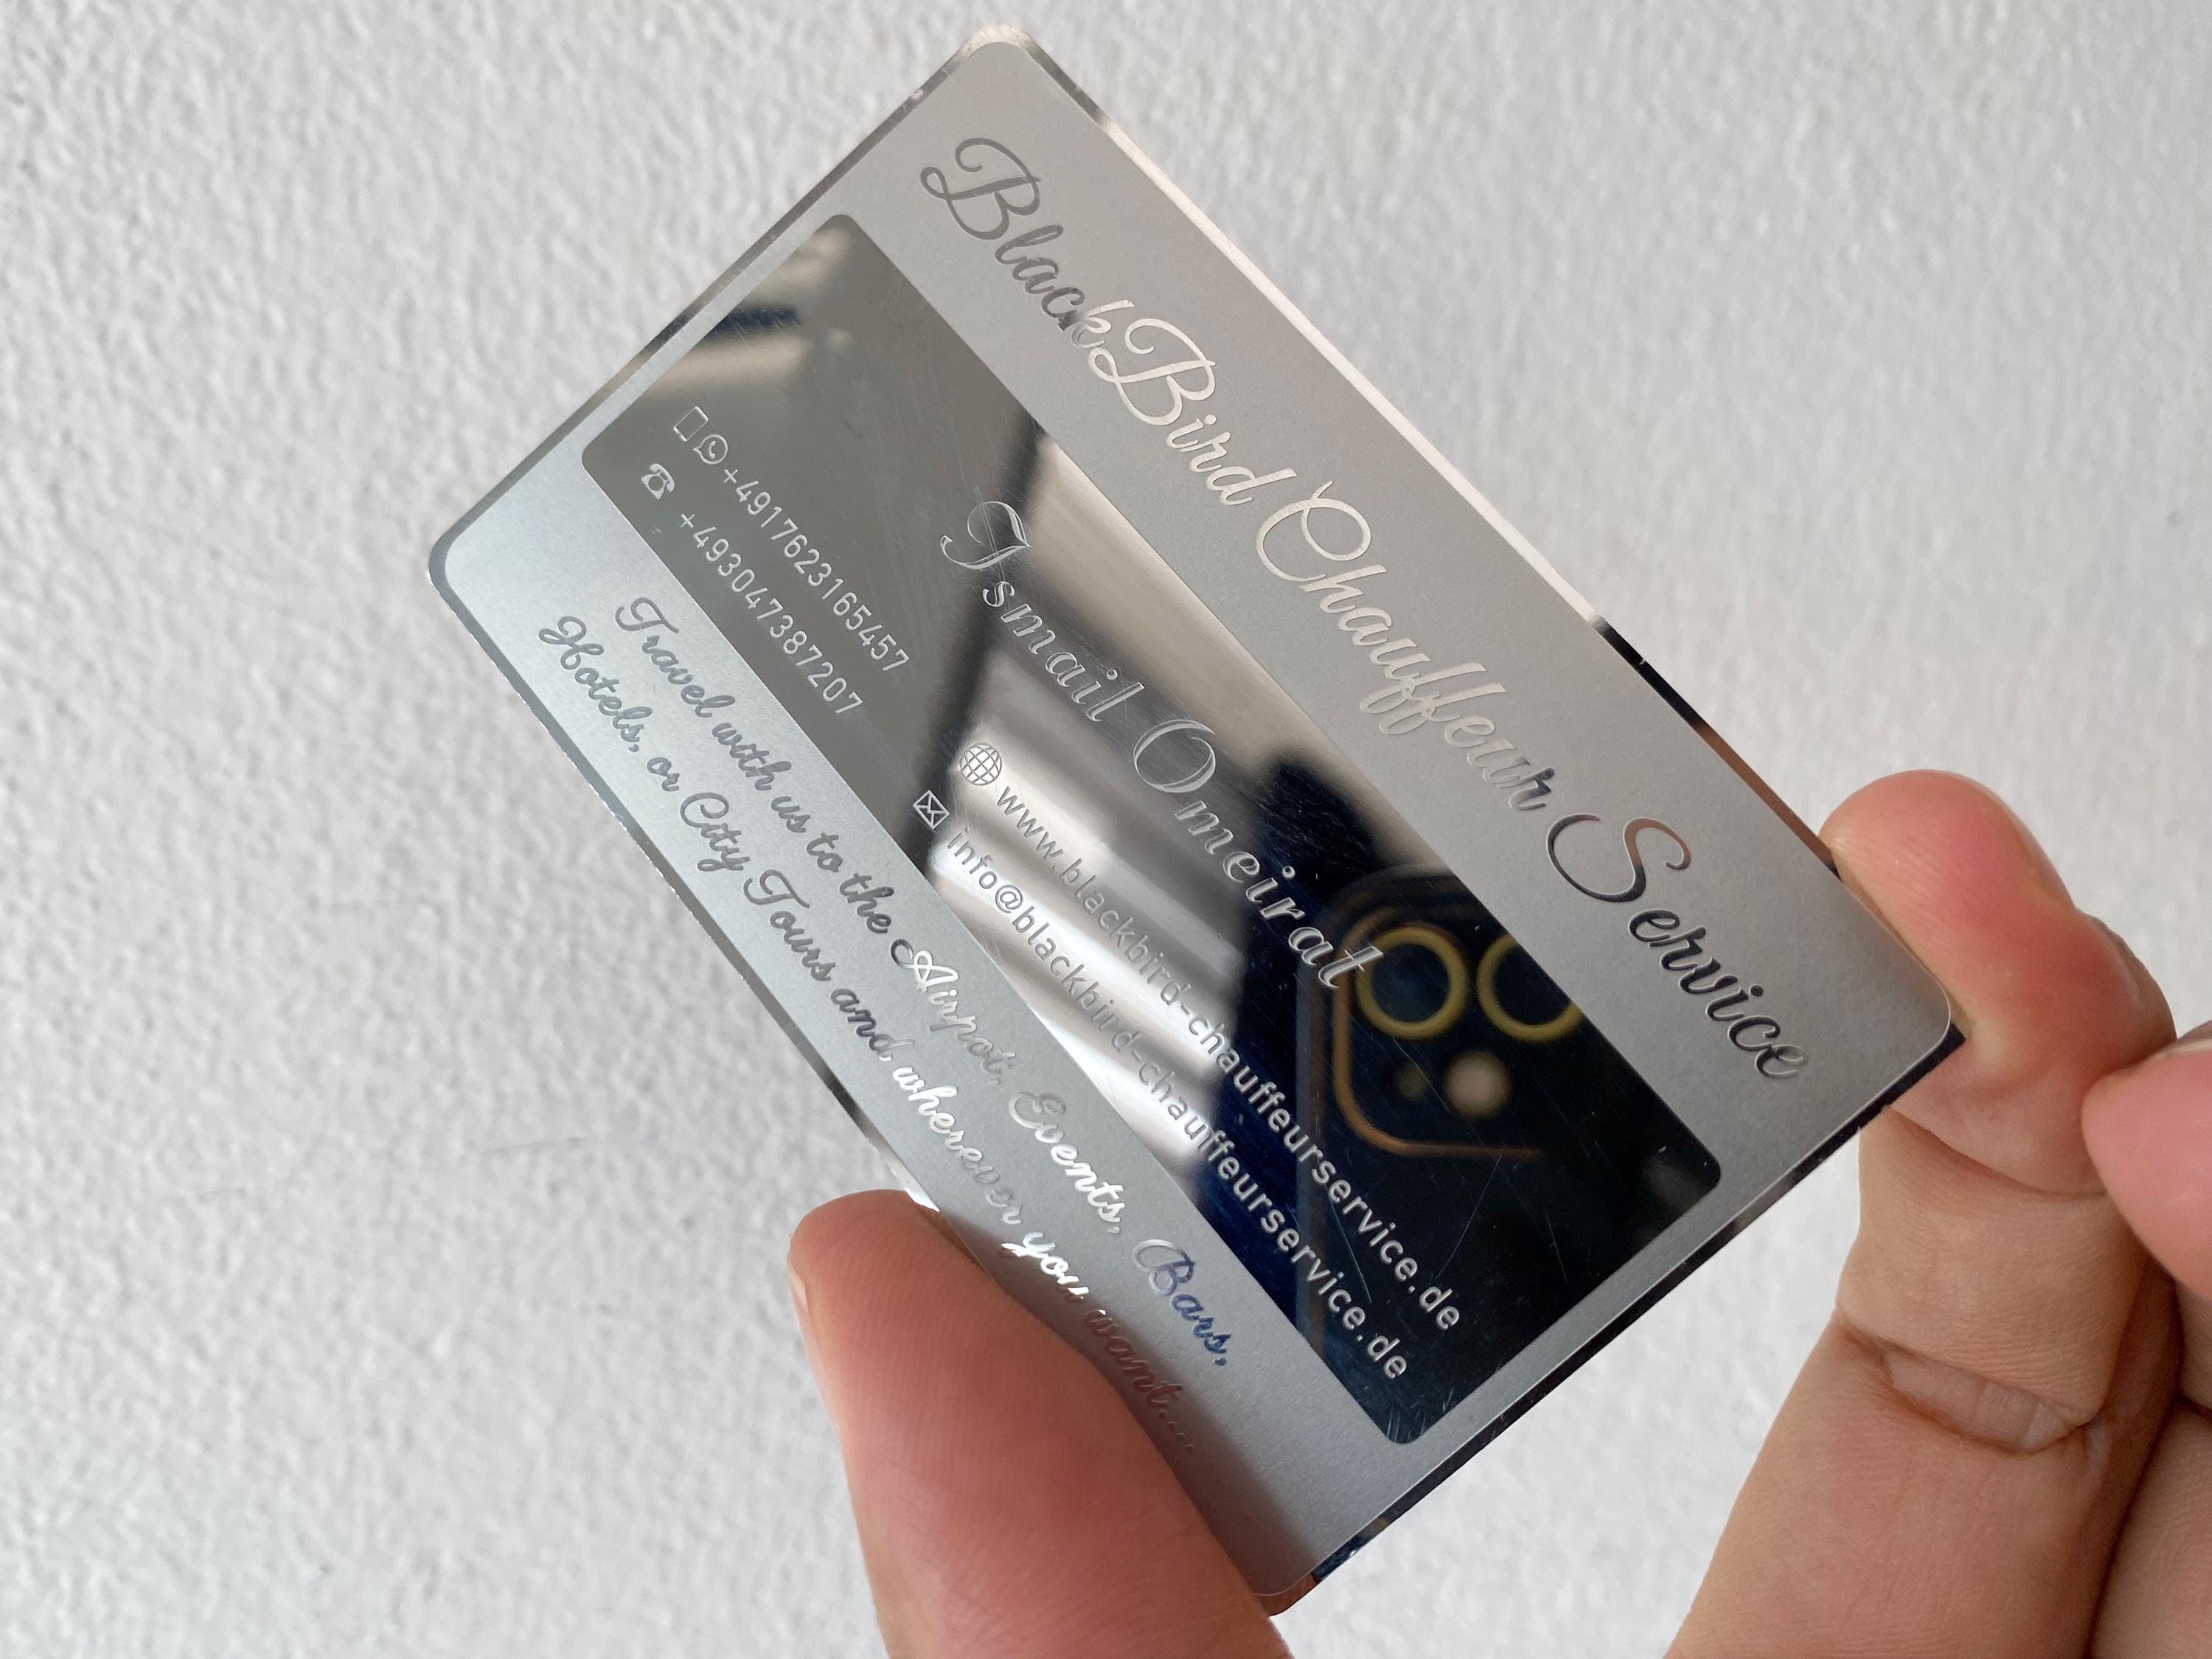 BlackBird Chauffeur Service
Ismail Omeirat
+4917623165457
+493047387207
www.blackbird-chauffeurservice.de
info@blackbird-chauffeurservice.de
Travel with us to the Airpot, Events, Bars,
Hotels, or City Tours and wherever you want....